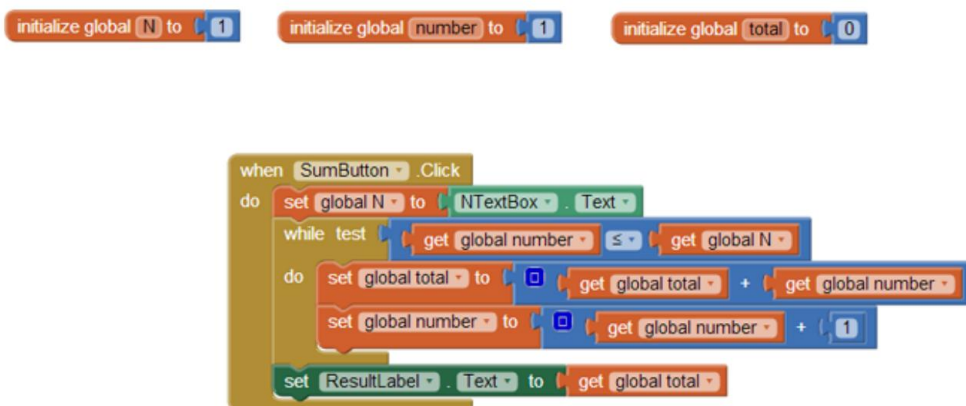 initialize global N to 1 initialize global number to 1 initialize global total to 0
when SumButton .Click
do set global N to NTextBox . Text
while test get global number ≤ get global N
do set global total to get global total + get global number
set global number to get global number + 1
set ResultLabel . Text to get global total